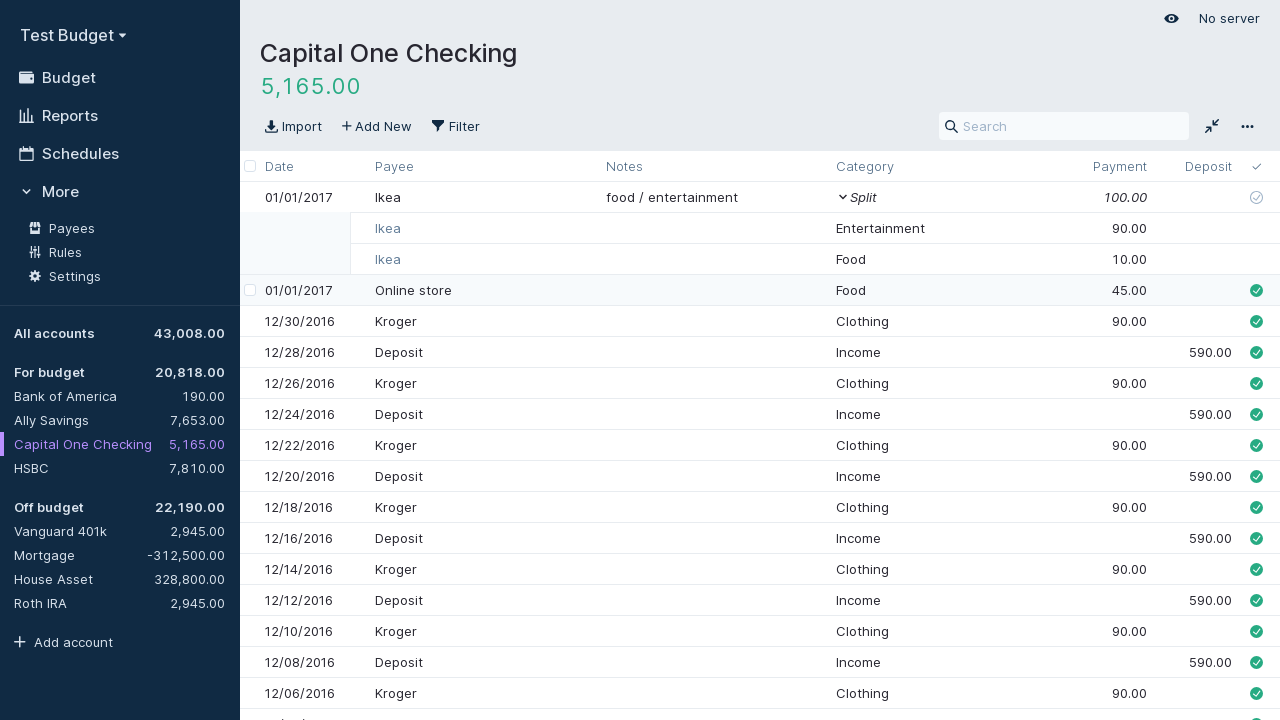 Test Budget
Budget
Reports
Schedules
More
Payees
Rules
Settings
All accounts 43,008.00
For budget 20,818.00
Bank of America 190.00
Ally Savings 7,653.00
Capital One Checking 5,165.00
HSBC 7,810.00
Off budget 22,190.00
Vanguard 401k 2,945.00
Mortgage -312,500.00
House Asset 328,800.00
Roth IRA 2,945.00
Add account
No server
Capital One Checking
5,165.00
Import Add New Filter Search
Date Payee Notes Category Payment Deposit
01/01/2017 Ikea food / entertainment Split 100.00
Ikea Entertainment 90.00
Ikea Food 10.00
01/01/2017 Online store Food 45.00
12/30/2016 Kroger Clothing 90.00
12/28/2016 Deposit Income 590.00
12/26/2016 Kroger Clothing 90.00
12/24/2016 Deposit Income 590.00
12/22/2016 Kroger Clothing 90.00
12/20/2016 Deposit Income 590.00
12/18/2016 Kroger Clothing 90.00
12/16/2016 Deposit Income 590.00
12/14/2016 Kroger Clothing 90.00
12/12/2016 Deposit Income 590.00
12/10/2016 Kroger Clothing 90.00
12/08/2016 Deposit Income 590.00
12/06/2016 Kroger Clothing 90.00